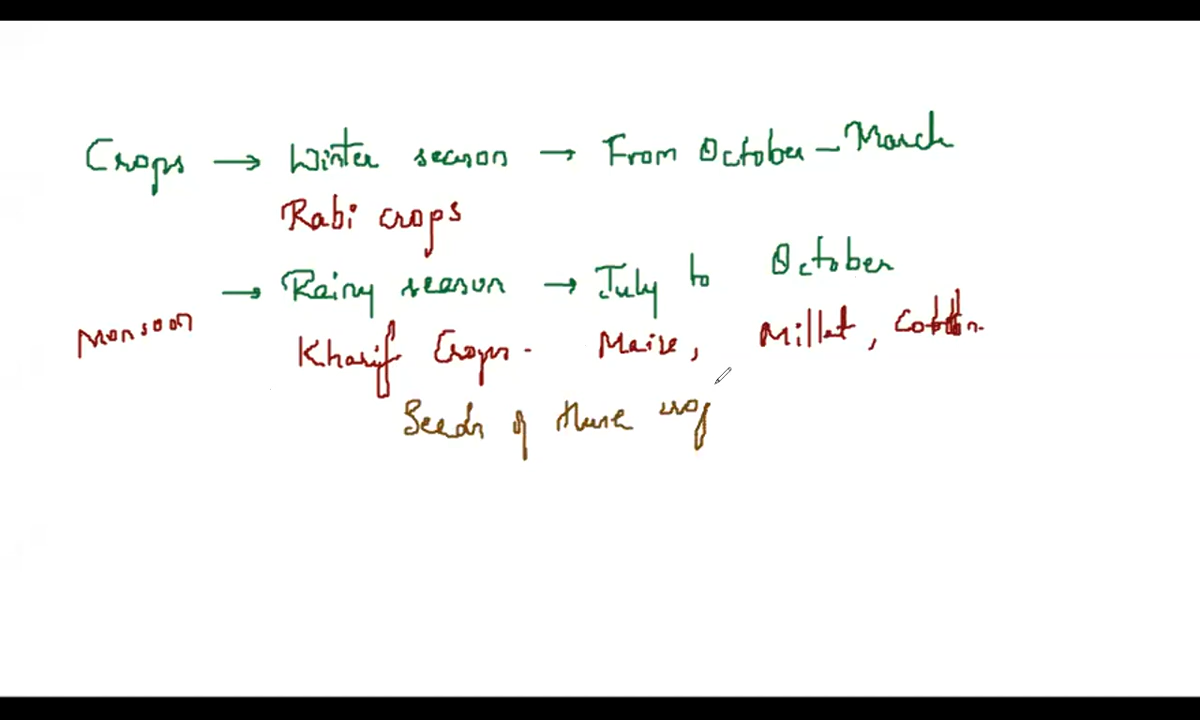 Crops → Winter season → From October - March
Rabi crops
→ Rainy season → July to October
Monsoon
Kharif Crops - Maize, Millet, Cotton.
Seeds of these crop